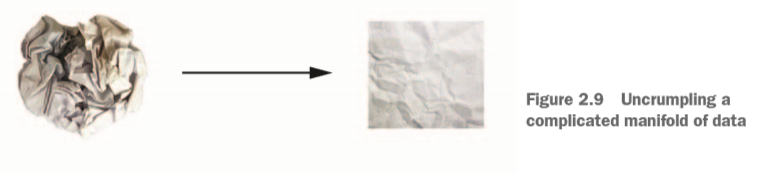 Figure 2.9 Uncrumpling a
complicated manifold of data